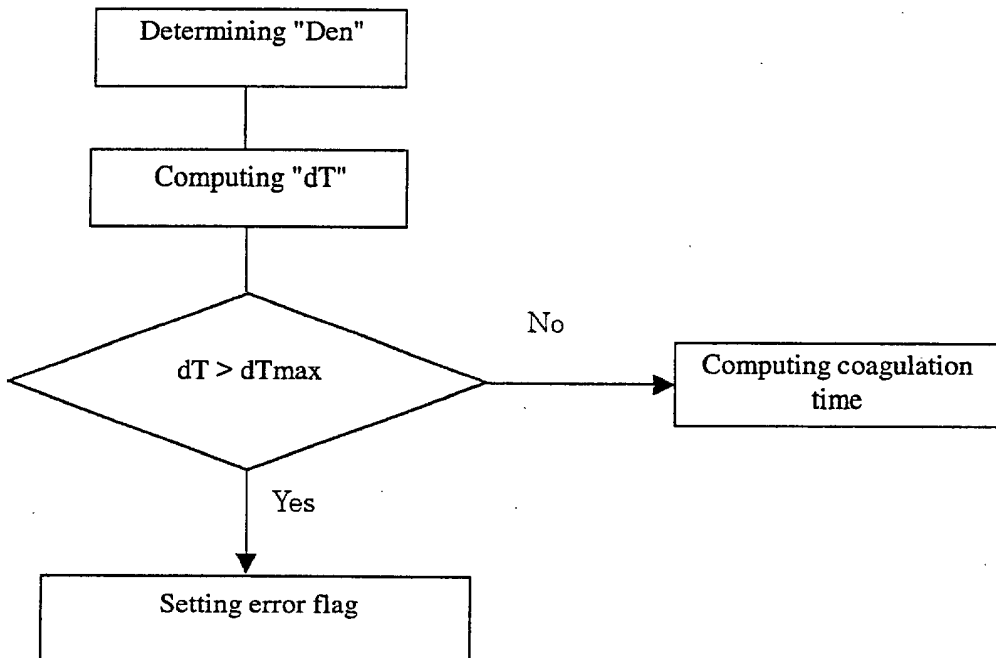 Determining "Den"
Computing "dT"
dT > dTmax
No
Computing coagulation
time
Yes
Setting error flag